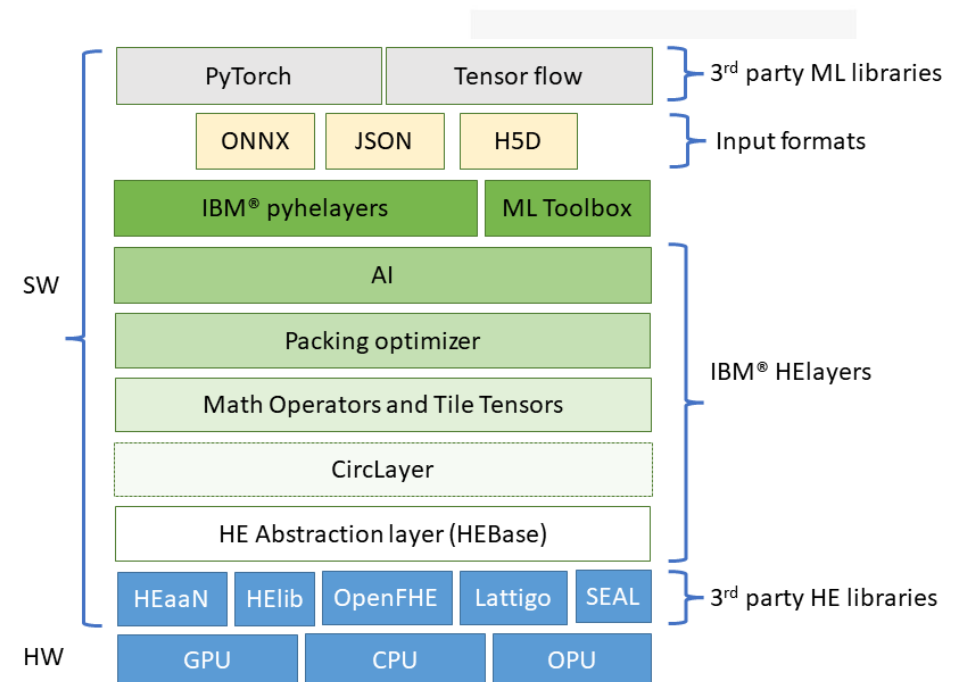 PyTorch
Tensor flow
3rd party ML libraries
ONNX
JSON
H5D
Input formats
IBM® pyhelayers
ML Toolbox
SW
AI
Packing optimizer
IBM® HElayers
Math Operators and Tile Tensors
CircLayer
HE Abstraction layer (HEBase)
HEaaN
HElib
OpenFHE
Lattigo
SEAL
3rd party HE libraries
HW
GPU
CPU
OPU